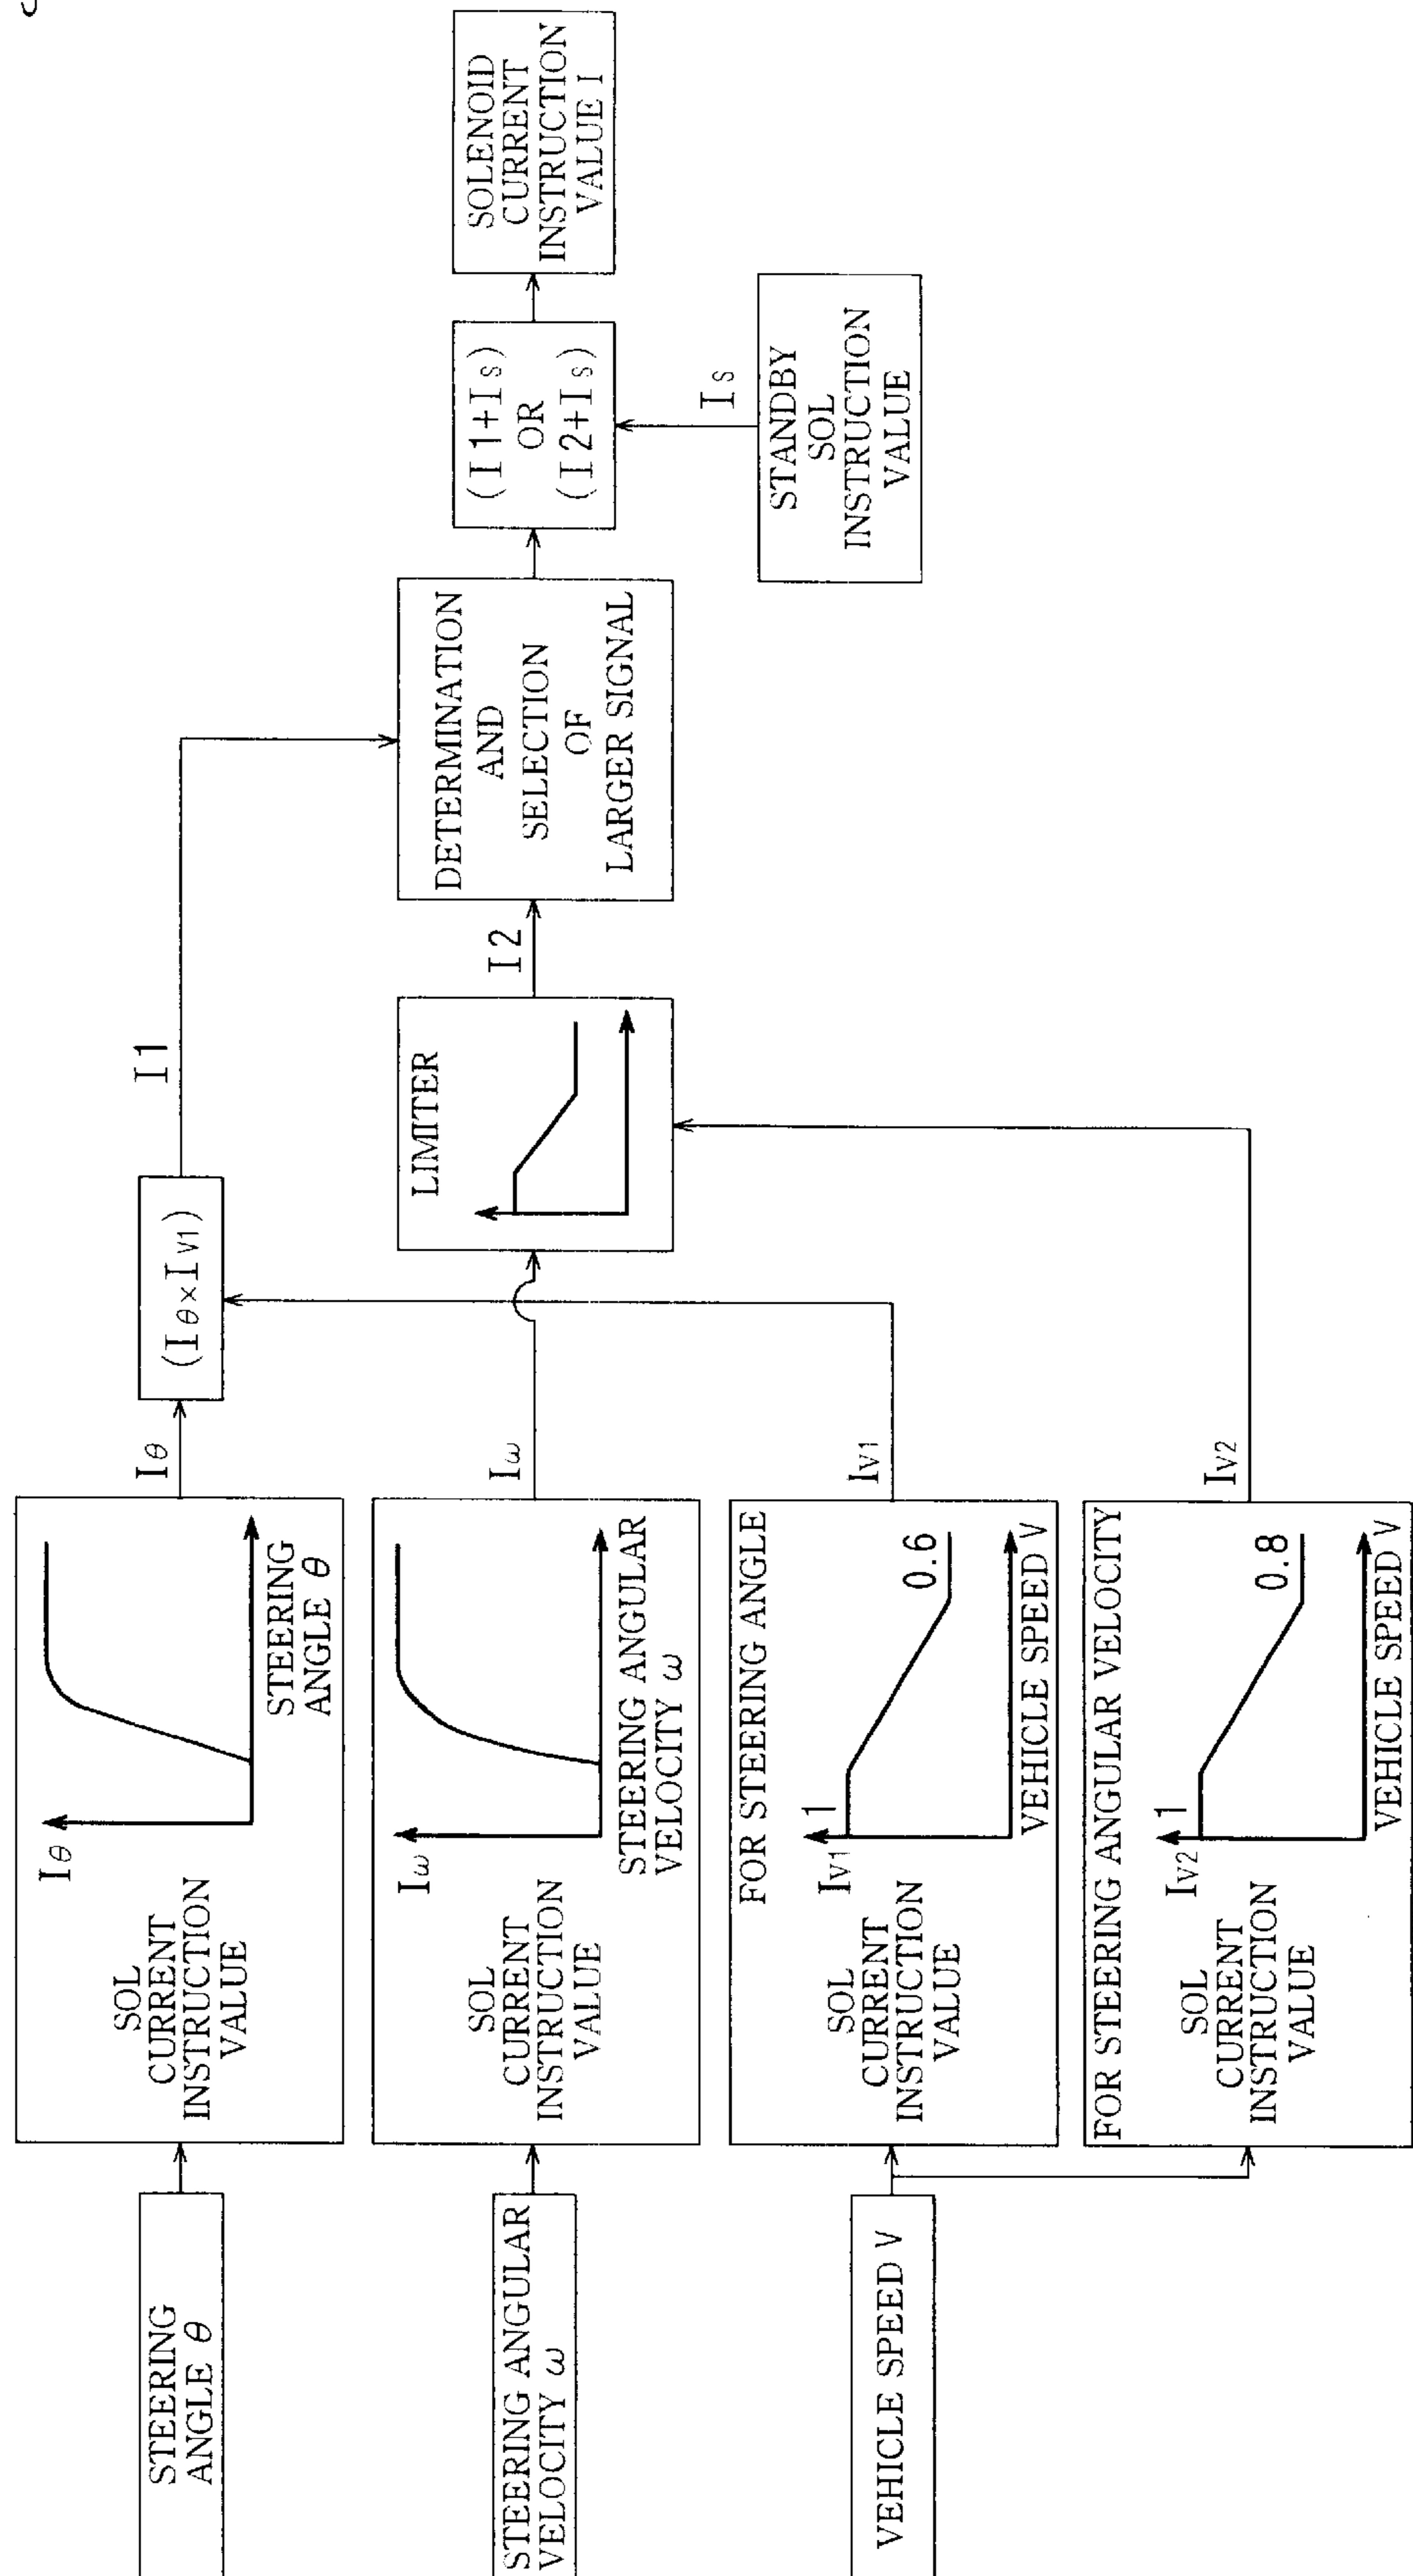 STEERING
ANGLE θ
STEERING ANGULAR
VELOCITY ω
VEHICLE SPEED V
SOL
CURRENT
INSTRUCTION
VALUE
Iθ
STEERING
ANGLE θ
SOL
CURRENT
INSTRUCTION
VALUE
Iω
STEERING ANGULAR
VELOCITY ω
FOR STEERING ANGLE
SOL
CURRENT
INSTRUCTION
VALUE
IV1
1
0.6
VEHICLE SPEED V
FOR STEERING ANGULAR VELOCITY
SOL
CURRENT
INSTRUCTION
VALUE
IV2
1
0.8
VEHICLE SPEED V
Iθ
Iω
IV1
IV2
(Iθ×IV1)
I1
LIMITER
I2
DETERMINATION
AND
SELECTION
OF
LARGER SIGNAL
(I1+IS)
OR
(I2+IS)
IS
STANDBY
SOL
INSTRUCTION
VALUE
SOLENOID
CURRENT
INSTRUCTION
VALUE I